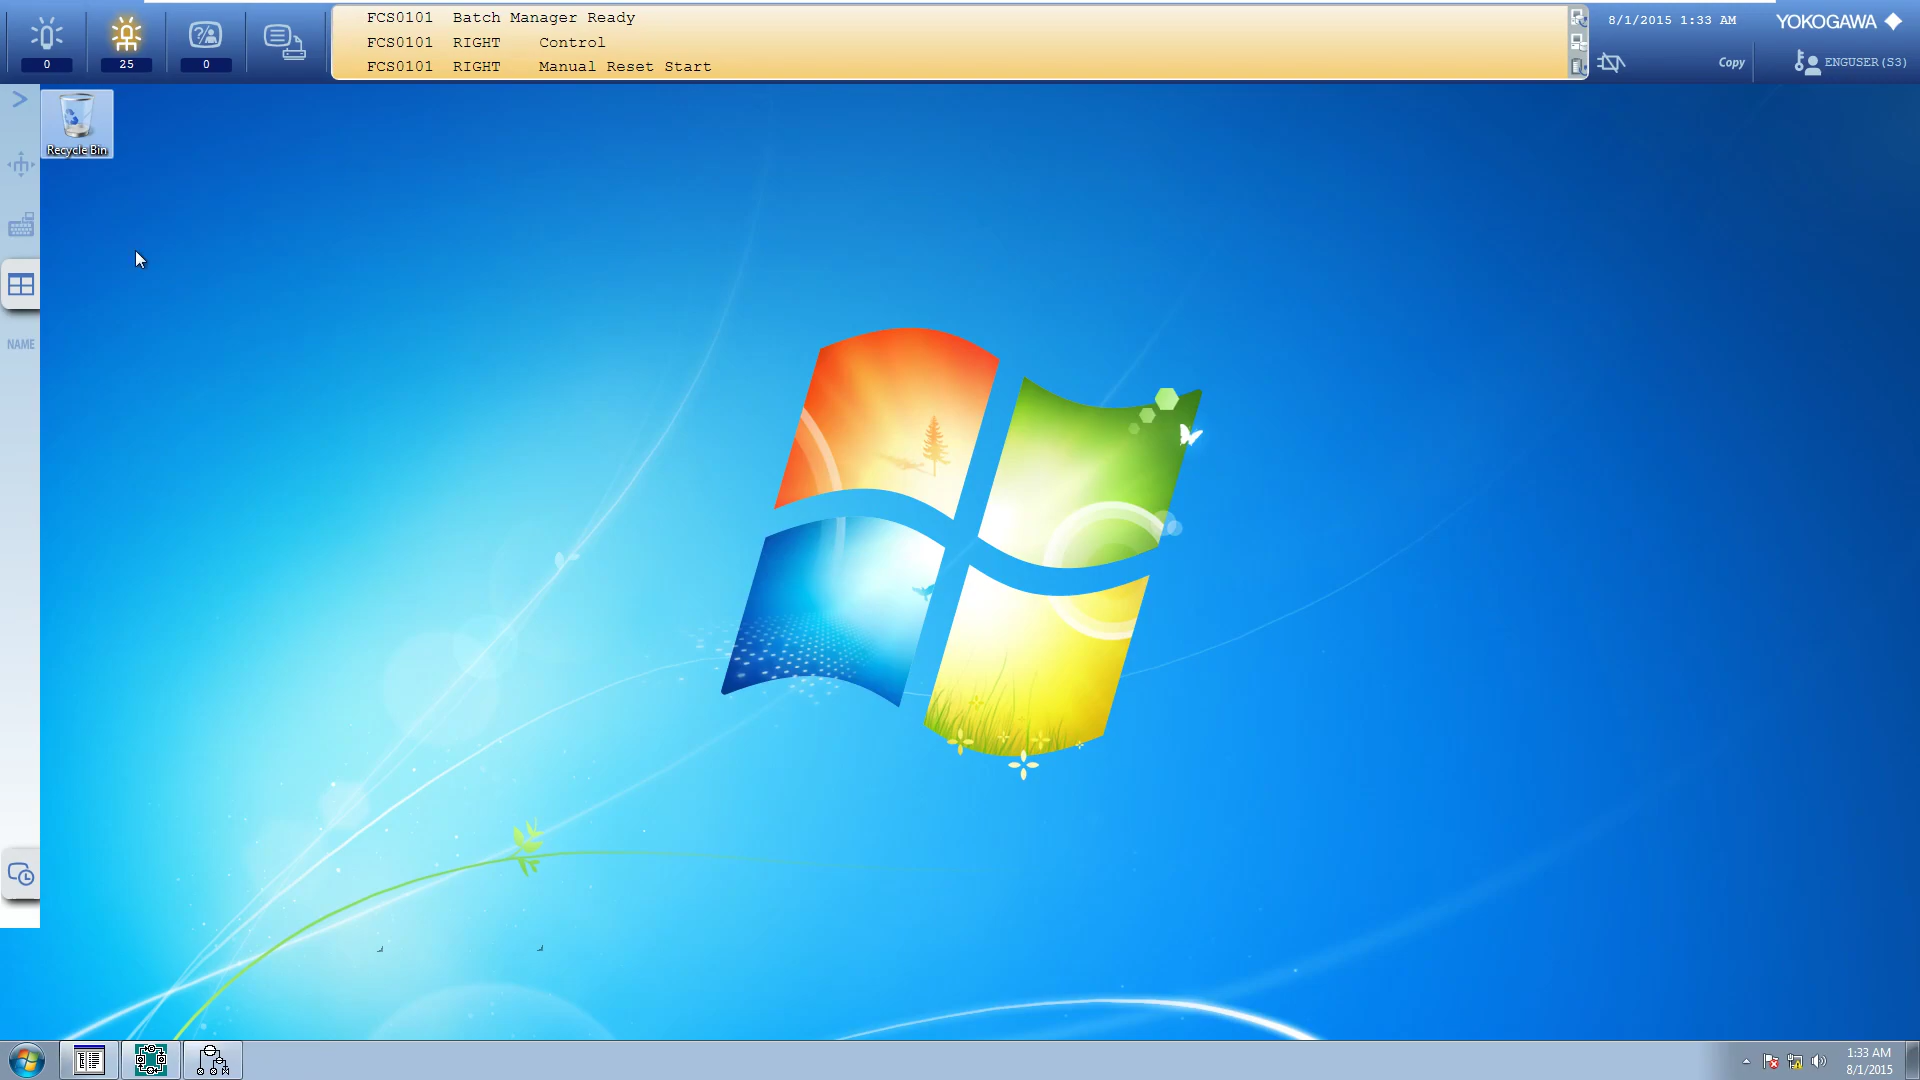 FCS0101 Batch Manager Ready
FCS0101 RIGHT Control
FCS0101 RIGHT Manual Reset Start
8/1/2015 1:33 AM
YOKOGAWA
0
25
0
Copy
ENGUSER (S3)
Recycle Bin
NAME
1:33 AM
8/1/2015